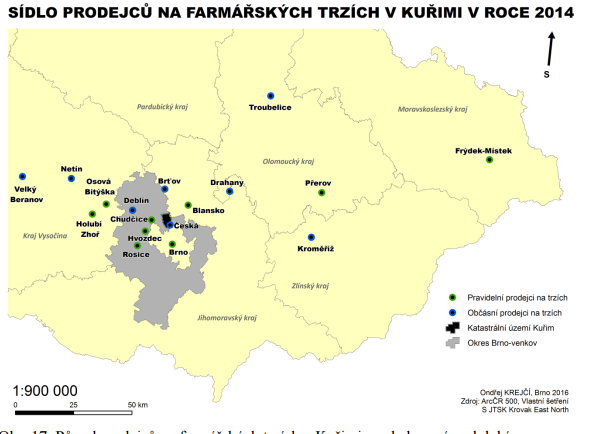 SÍDLO PRODEJCŮ NA FARMÁŘSKÝCH TRZÍCH V KUŘIMI V ROCE 2014
S
Pardubický kraj
Troubelice
Moravskoslezský kraj
Frýdek-Místek
Olomoucký kraj
Netín
Velký
Beranov
Osová
Bitýška
Brťov
Drahany
Přerov
Deblín
Blansko
Holubí
Zhoř
Chudčice
Česká
Kraj Vysočina
Hvozdec
Brno
Rosice
Kroměříž
Zlínský kraj
Jihomoravský kraj
Pravidelní prodejci na trzích
Občasní prodejci na trzích
Katastrální území Kuřim
Okres Brno-venkov
1:900 000
0 25 50 km
Ondřej KREJČÍ, Brno 2016
Zdroj: ArcČR 500, Vlastní šetření
S JTSK Krovak East North